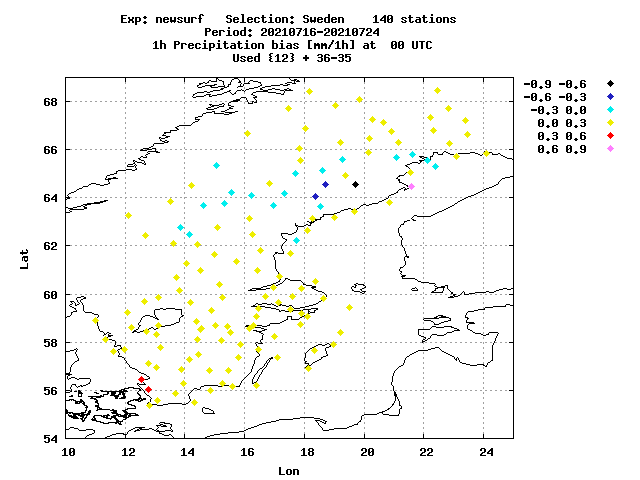 Exp: newsurf   Selection: Sweden    140 stations
Period: 20210716-20210724
1h Precipitation bias [mm/1h] at  00 UTC
Used {12} + 36-35
-0.9 -0.6
-0.6 -0.3
-0.3 0.0
0.0 0.3
0.3 0.6
0.6 0.9
68
66
64
62
60
58
56
54
Lat
10 12 14 16 18 20 22 24
Lon